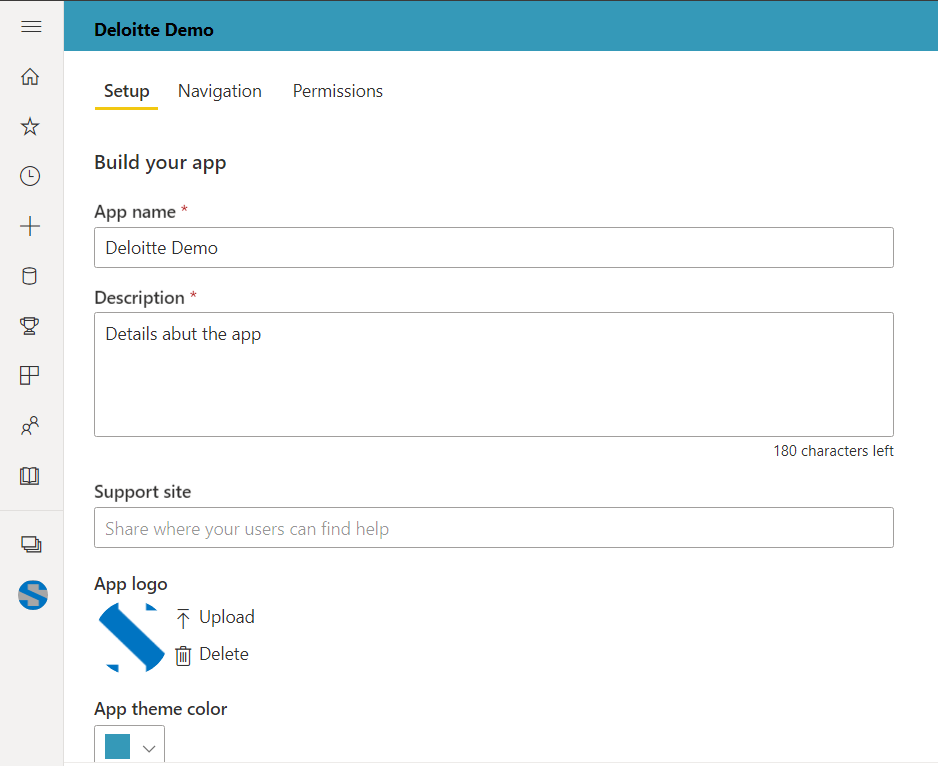 Deloitte Demo
Setup Navigation Permissions
Build your app
App name *
Deloitte Demo
Description *
Details abut the app
180 characters left
Support site
Share where your users can find help
App logo
Upload
Delete
App theme color